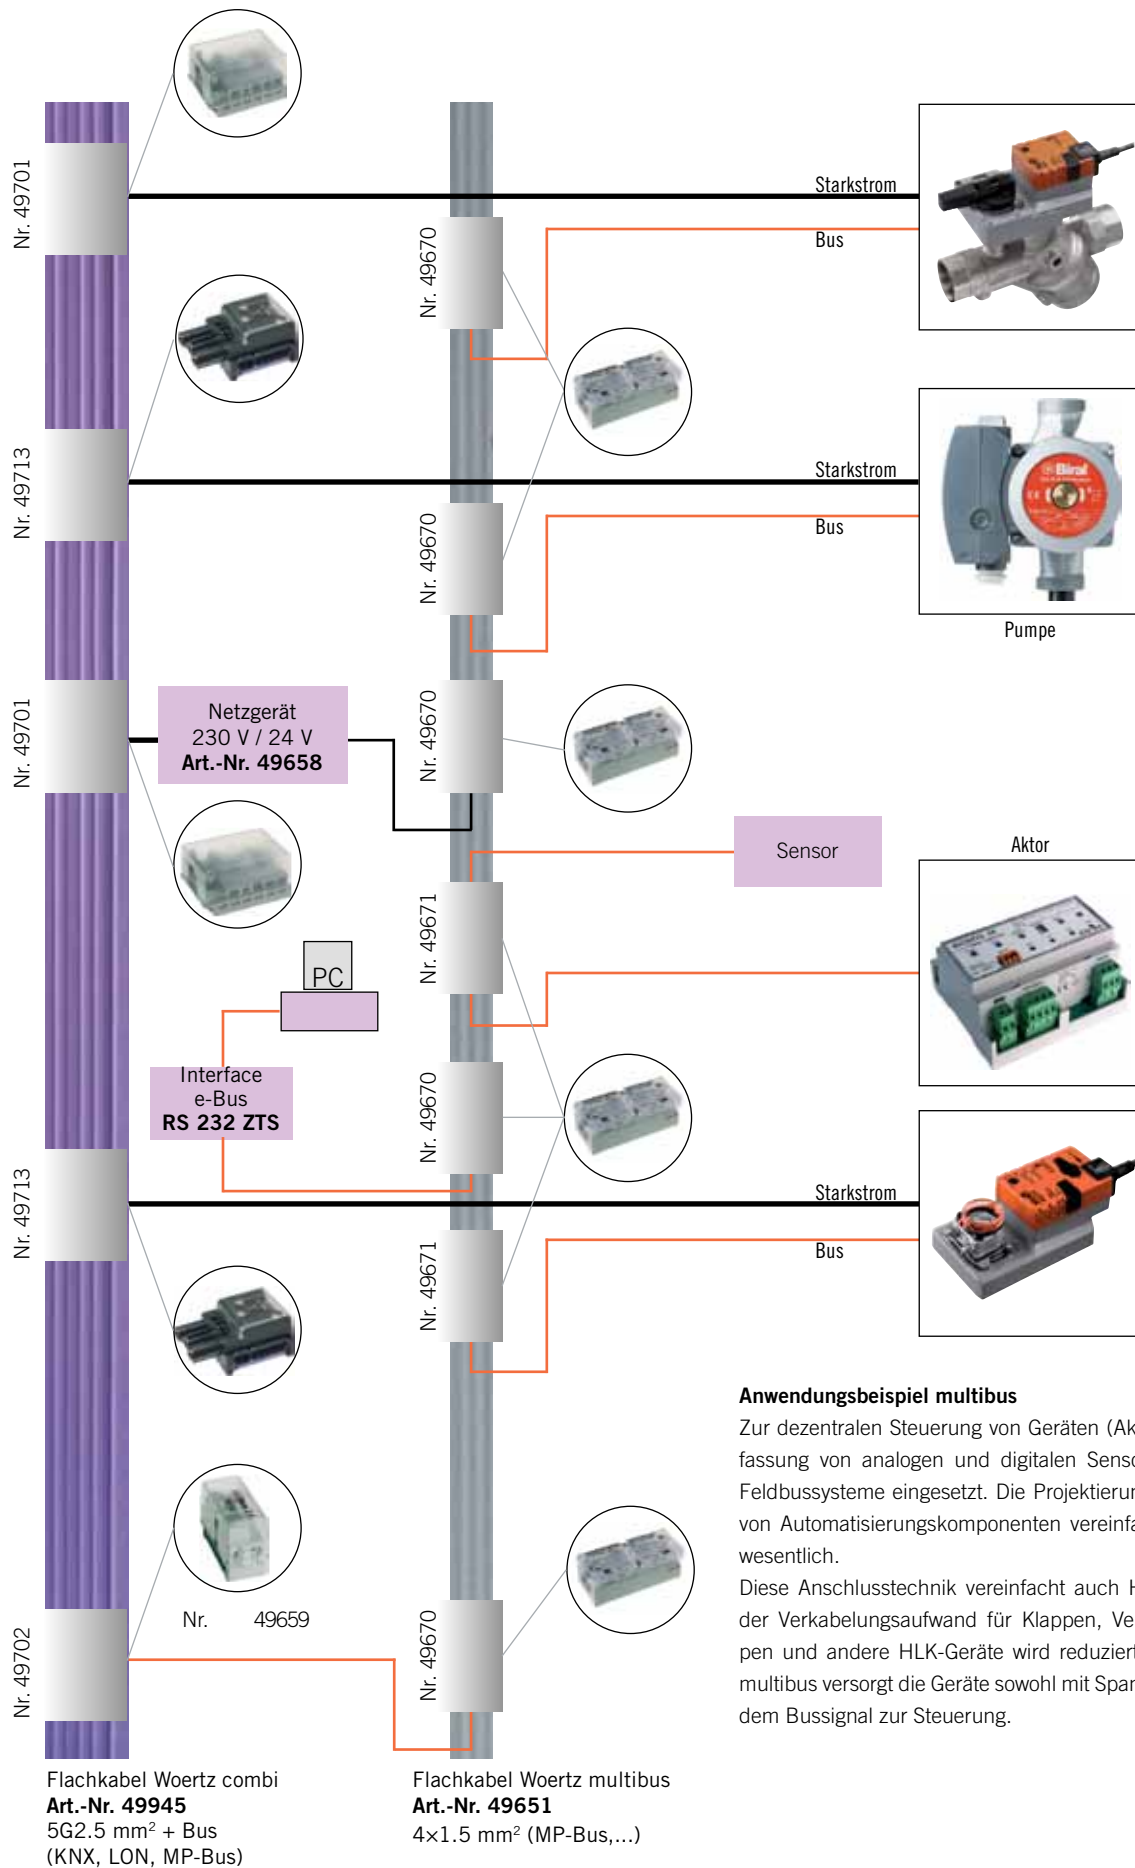 Nr. 49701
Starkstrom
Nr. 49670
Bus
Nr. 49713
Starkstrom
Biral
Nr. 49670
Bus
Pumpe
Nr. 49701
Netzgerät
230 V / 24 V
Art.-Nr. 49658
Nr. 49670
Sensor
Aktor
Nr. 49671
PC
Interface
e-Bus
RS 232 ZTS
Nr. 49670
Nr. 49713
Starkstrom
Nr. 49671
Bus
Anwendungsbeispiel multibus
Zur dezentralen Steuerung von Geräten (Ak
fassung von analogen und digitalen Senso
Feldbussysteme eingesetzt. Die Projektierun
von Automatisierungskomponenten vereinfa
wesentlich.
Diese Anschlusstechnik vereinfacht auch H
der Verkabelungsaufwand für Klappen, Ve
pen und andere HLK-Geräte wird reduziert
multibus versorgt die Geräte sowohl mit Span
dem Bussignal zur Steuerung.
Nr. 49659
Nr. 49702
Nr. 49670
Flachkabel Woertz combi
Art.-Nr. 49945
5G2.5 mm² + Bus
(KNX, LON, MP-Bus)
Flachkabel Woertz multibus
Art.-Nr. 49651
4×1.5 mm² (MP-Bus,...)